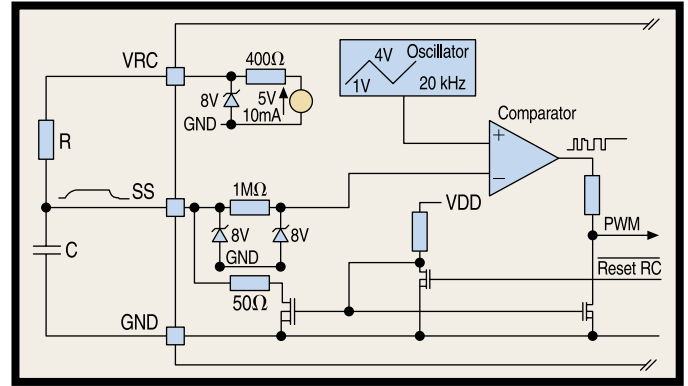 VRC
400Ω
8V
5V
10mA
GND
4V
Oscillator
1V
20 kHz
Comparator
+
−
R
SS
1MΩ
8V
8V
GND
VDD
PWM
Reset RC
C
50Ω
GND